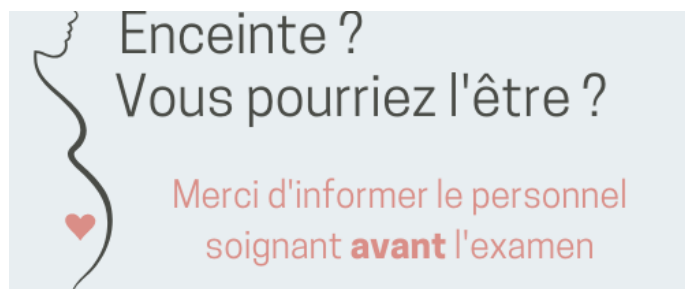 Enceinte ?
Vous pourriez l'être ?
Merci d'informer le personnel
soignant avant l'examen